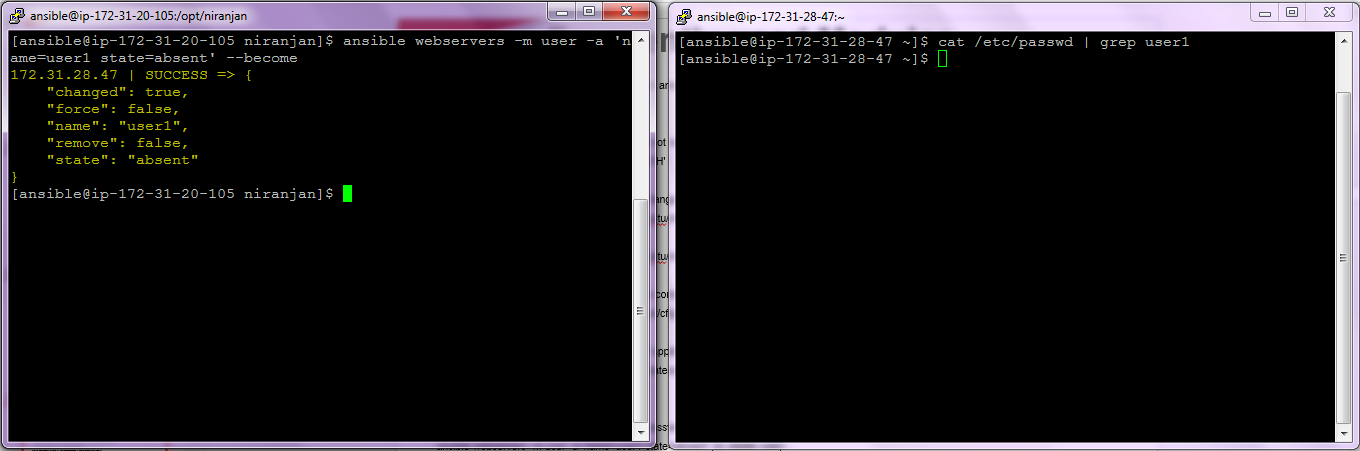 ansible@ip-172-31-20-105:/opt/niranjan
[ansible@ip-172-31-20-105 niranjan]$ ansible webservers -m user -a 'n
ame=user1 state=absent' --become
172.31.28.47 | SUCCESS => {
    "changed": true,
    "force": false,
    "name": "user1",
    "remove": false,
    "state": "absent"
}
[ansible@ip-172-31-20-105 niranjan]$
ansible@ip-172-31-28-47:~
[ansible@ip-172-31-28-47 ~]$ cat /etc/passwd | grep user1
[ansible@ip-172-31-28-47 ~]$